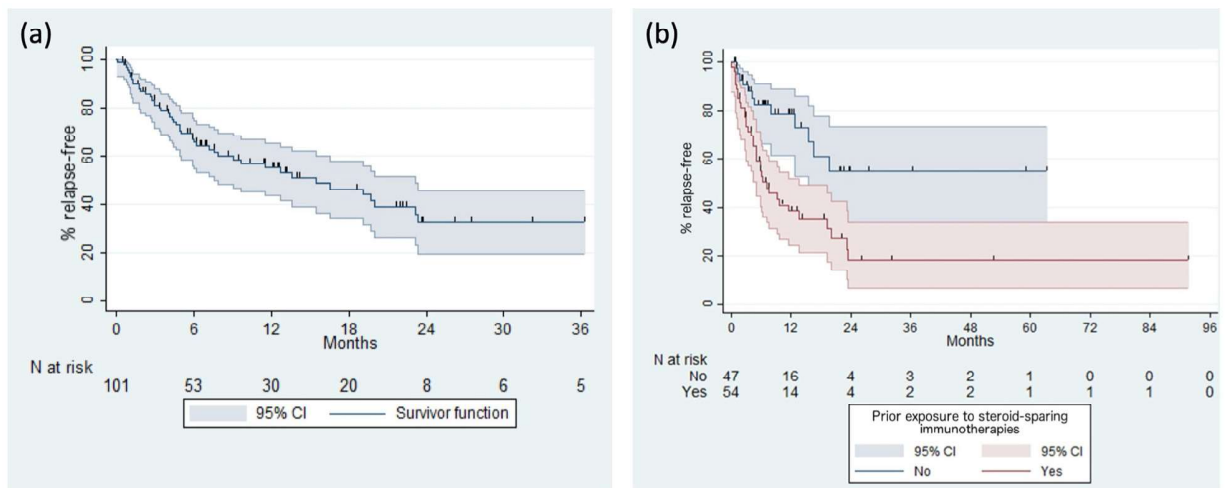 (a)
% relapse-free
100
80
60
40
20
0
0 6 12 18 24 30 36
Months
N at risk
101 53 30 20 8 6 5
95% CI Survivor function
(b)
% relapse-free
100
80
60
40
20
0
0 12 24 36 48 60 72 84 96
Months
N at risk
No 47 16 4 3 2 1 0 0 0
Yes 54 14 4 2 2 1 1 1 0
Prior exposure to steroid-sparing
immunotherapies
95% CI 95% CI
No Yes